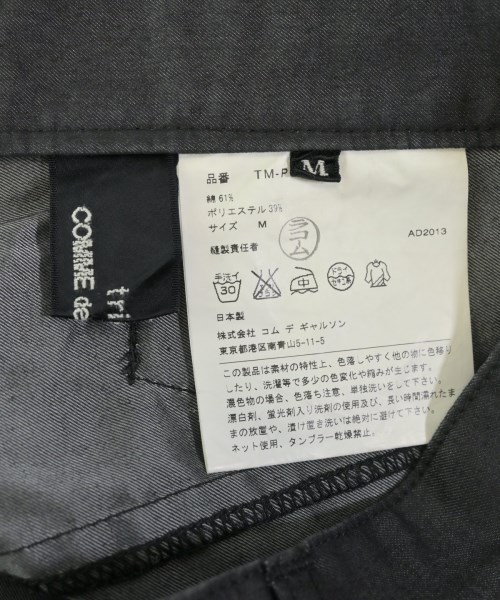 tri
COMME de
M
品番 TM-P
綿 61%
ポリエステル 39%
サイズ M
縫製責任者
コム
AD2013
手洗イ
30
中
ドライ
日本製
株式会社 コム デ ギャルソン
東京都港区南青山5-11-5
この製品は素材の特性上、色落しやすく他の物に色移り
したり、洗濯等で多少の色変化や縮みが生じます。
濃色物の場合、色落ち注意、単独洗いをして下さい。
漂白剤、蛍光剤入り洗剤の使用及び、長い時間濡れたま
まの放置や、漬け置き洗いは絶対に避けて下さい。
ネット使用、タンブラー乾燥禁止。